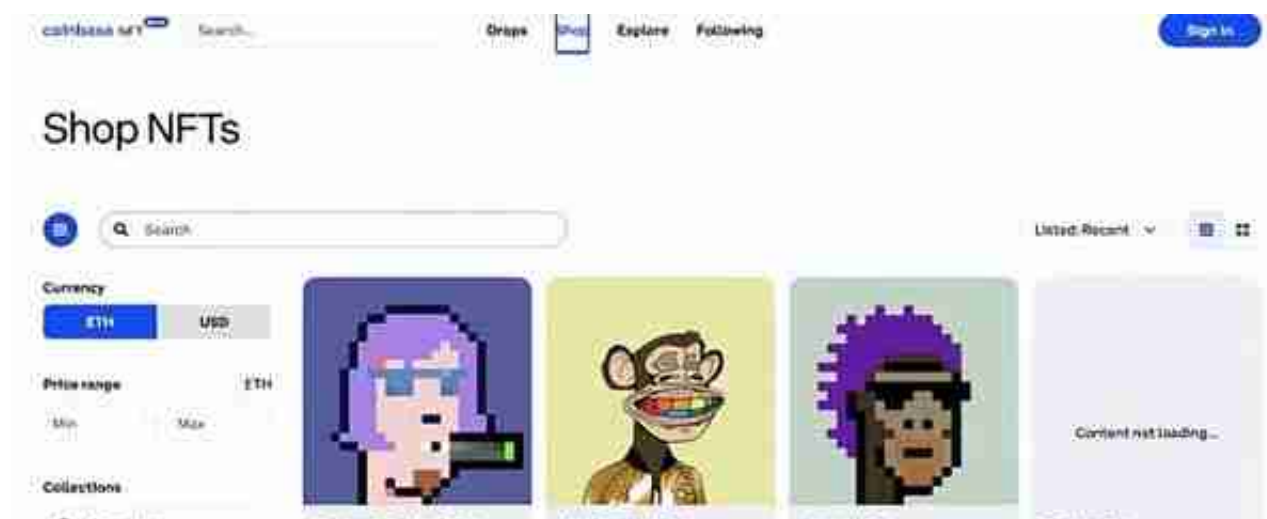 coinbase NFT Search... Drops Shop Explore Following Sign in
Shop NFTs
Search Listed: Recent
Currency
ETH USD
Price range ETH
Min Max
Content not loading...
Collections